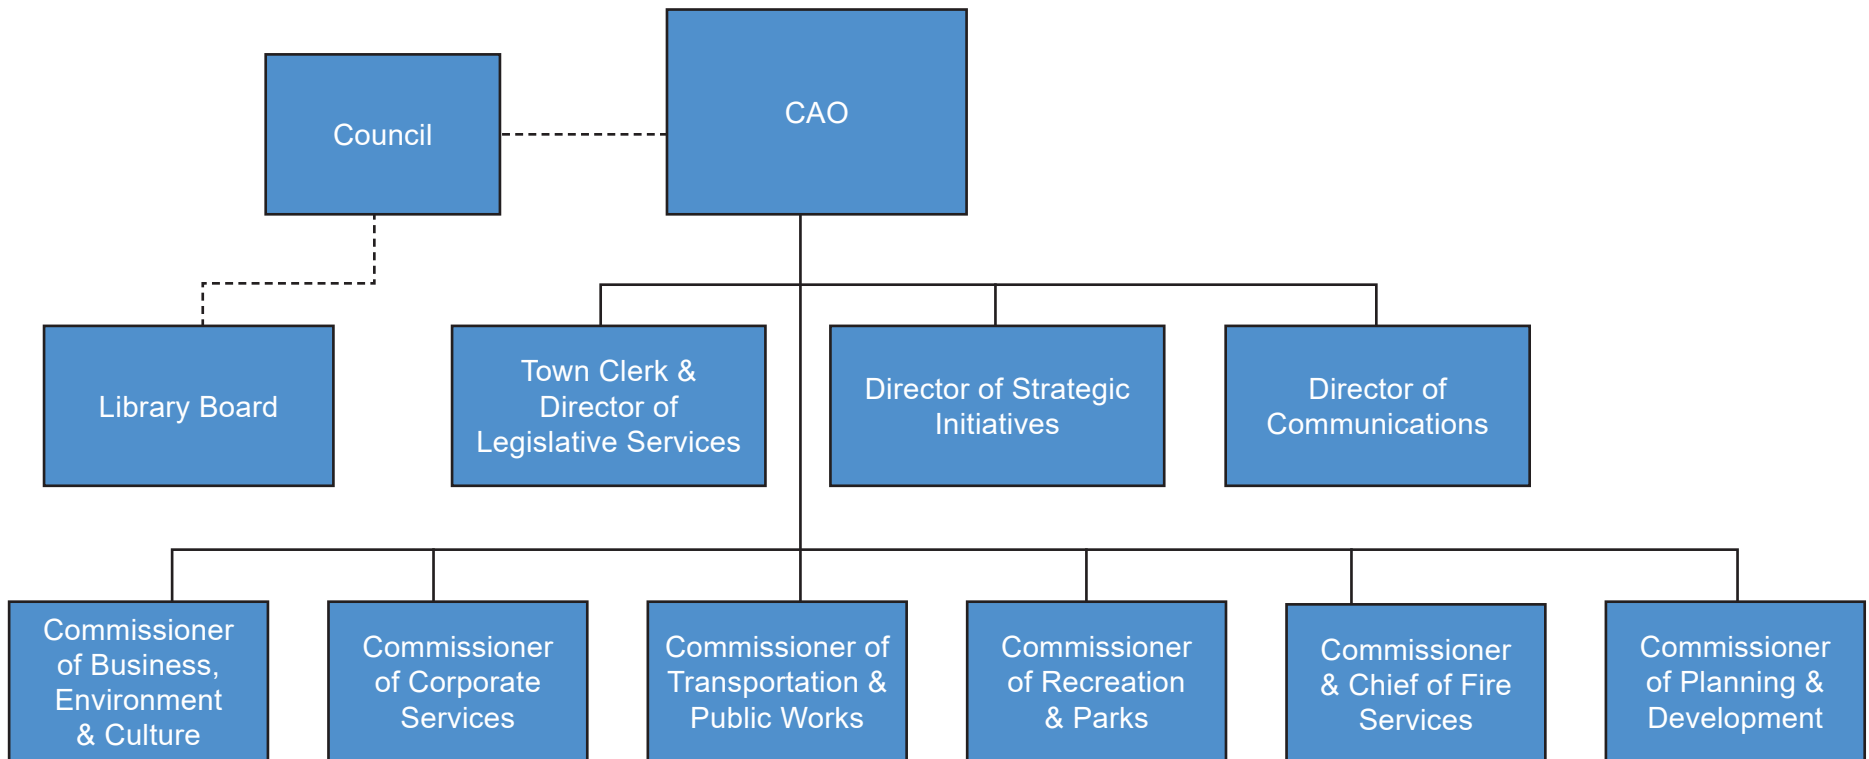 CAO
Council
Library Board
Town Clerk &
Director of
Legislative Services
Director of Strategic
Initiatives
Director of
Communications
Commissioner
of Business,
Environment
& Culture
Commissioner
of Corporate
Services
Commissioner of
Transportation &
Public Works
Commissioner
of Recreation
& Parks
Commissioner
& Chief of Fire
Services
Commissioner
of Planning &
Development